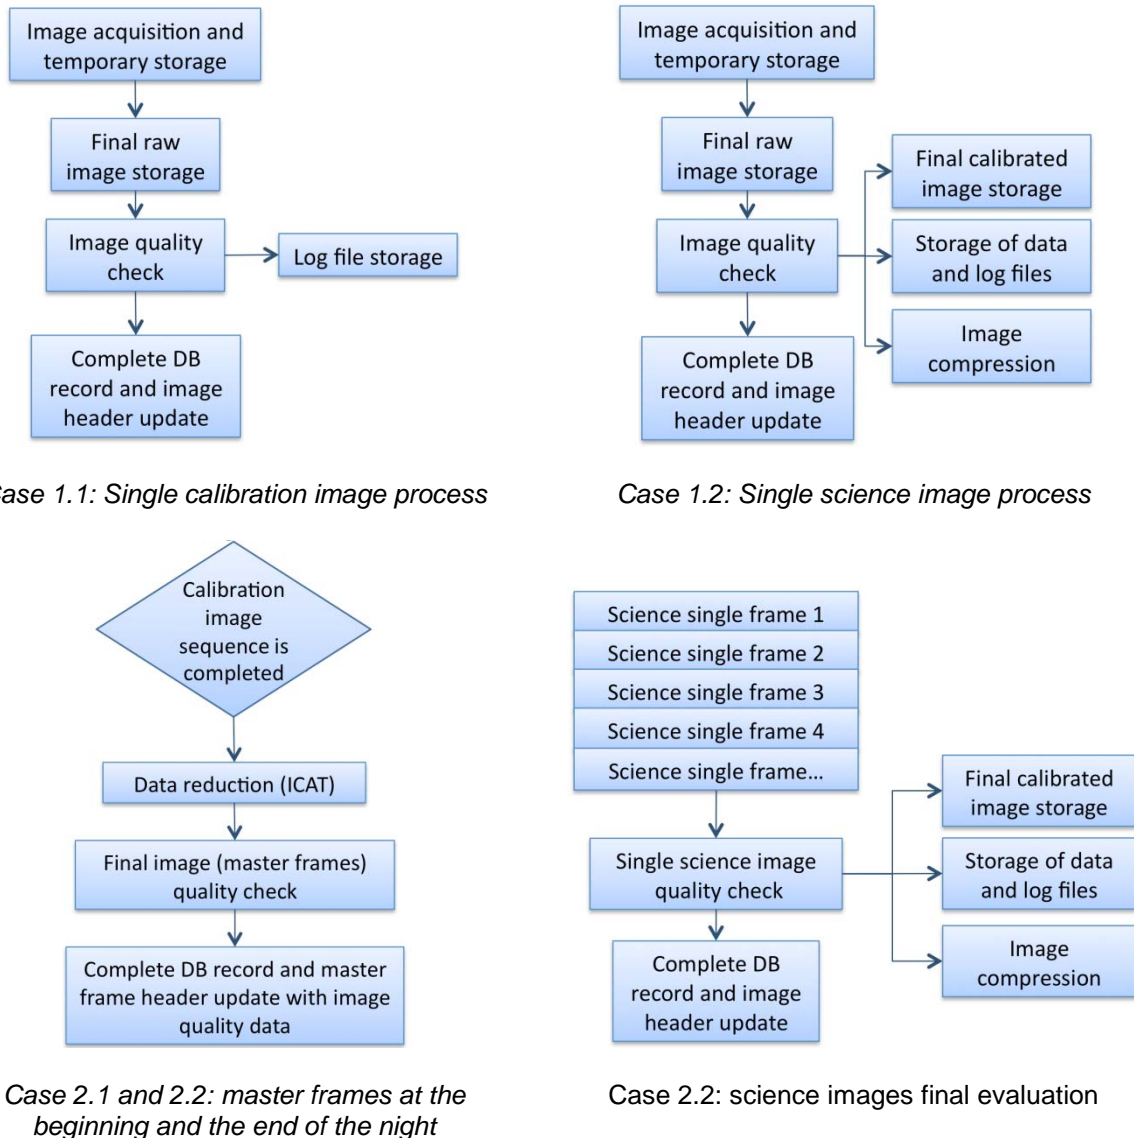 Image acquisition and
temporary storage
Final raw
image storage
Image quality
check
Log file storage
Complete DB
record and image
header update
Case 1.1: Single calibration image process
Image acquisition and
temporary storage
Final raw
image storage
Image quality
check
Final calibrated
image storage
Storage of data
and log files
Image
compression
Complete DB
record and image
header update
Case 1.2: Single science image process
Calibration
image
sequence is
completed
Data reduction (ICAT)
Final image (master frames)
quality check
Complete DB record and master
frame header update with image
quality data
Case 2.1 and 2.2: master frames at the
beginning and the end of the night
Science single frame 1
Science single frame 2
Science single frame 3
Science single frame 4
Science single frame...
Single science image
quality check
Final calibrated
image storage
Storage of data
and log files
Image
compression
Complete DB
record and image
header update
Case 2.2: science images final evaluation